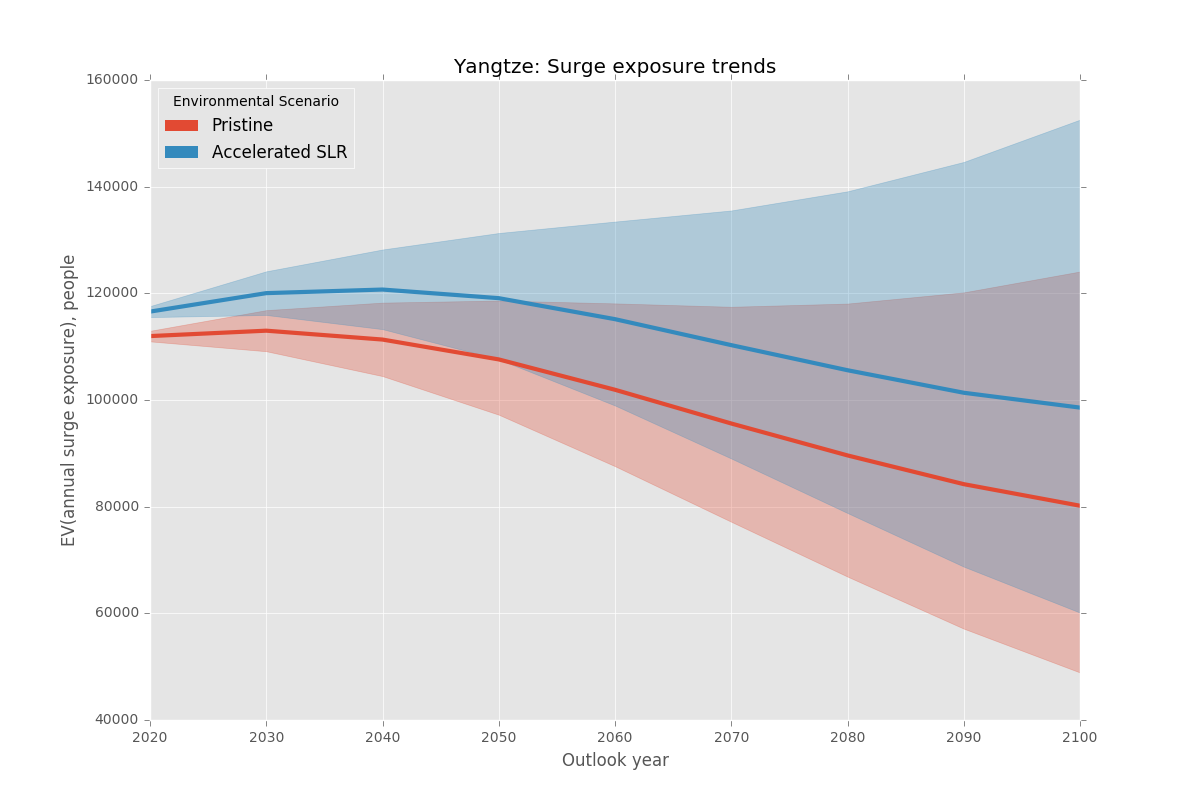 Yangtze: Surge exposure trends
Environmental Scenario
Pristine
Accelerated SLR
160000
140000
120000
100000
80000
60000
40000
EV(annual surge exposure), people
2020 2030 2040 2050 2060 2070 2080 2090 2100
Outlook year